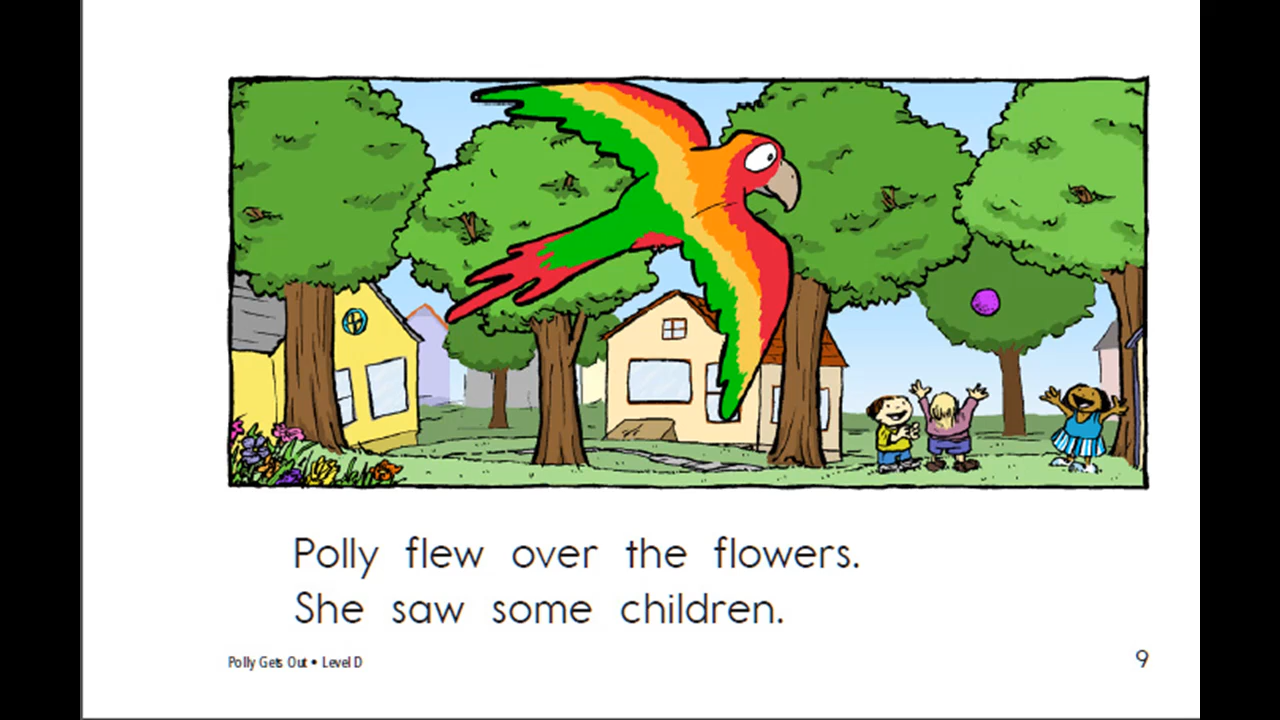 Polly flew over the flowers.
She saw some children.
Polly Gets Out • Level D
9